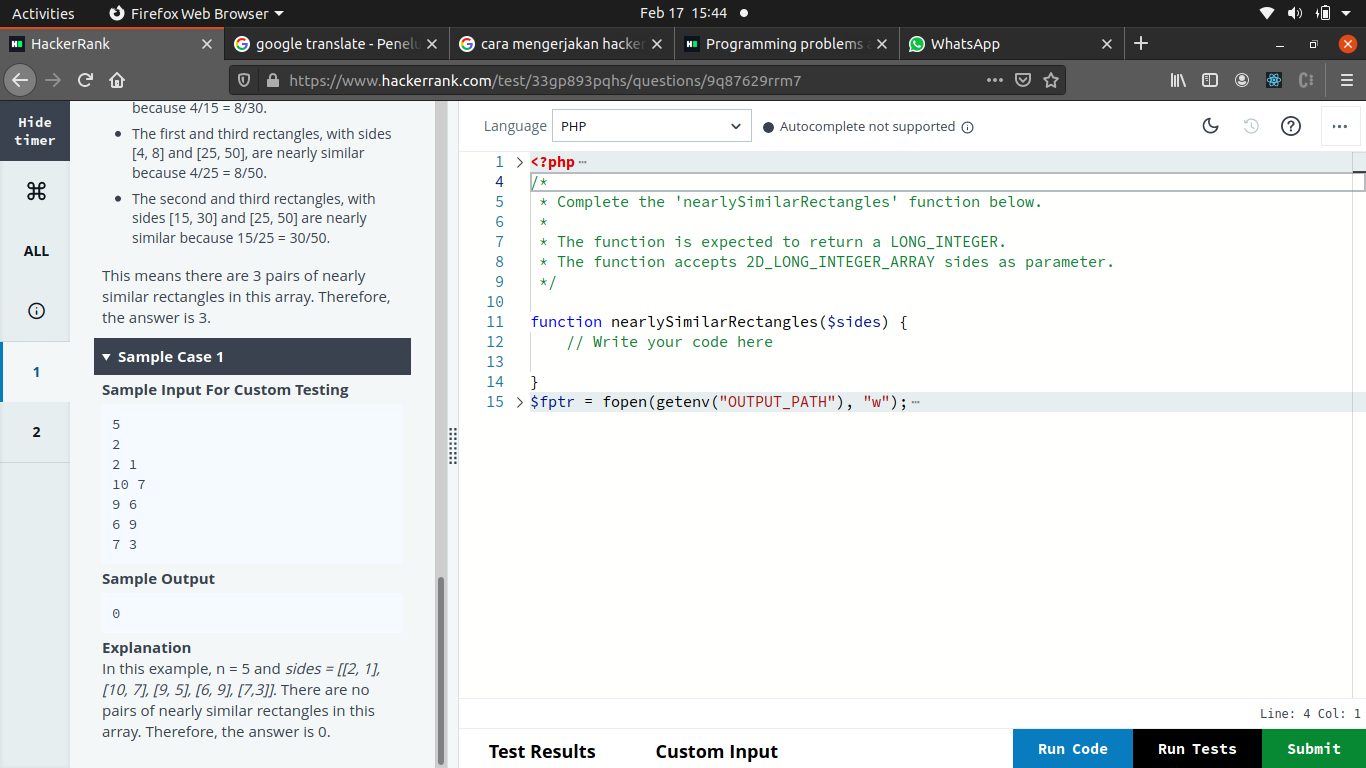 Activities Firefox Web Browser Feb 17 15:44
HackerRank google translate - Penelu cara mengerjakan hacker Programming problems a WhatsApp
https://www.hackerrank.com/test/33gp893pqhs/questions/9q87629rrm7
Hide timer
ALL
1
2
because 4/15 = 8/30.
• The first and third rectangles, with sides
[4, 8] and [25, 50], are nearly similar
because 4/25 = 8/50.
• The second and third rectangles, with
sides [15, 30] and [25, 50] are nearly
similar because 15/25 = 30/50.
This means there are 3 pairs of nearly
similar rectangles in this array. Therefore,
the answer is 3.
Sample Case 1
Sample Input For Custom Testing
5
2
2 1
10 7
9 6
6 9
7 3
Sample Output
0
Explanation
In this example, n = 5 and sides = [[2, 1],
[10, 7], [9, 5], [6, 9], [7,3]]. There are no
pairs of nearly similar rectangles in this
array. Therefore, the answer is 0.
Language PHP Autocomplete not supported
1 <?php
4 /*
5 * Complete the 'nearlySimilarRectangles' function below.
6 *
7 * The function is expected to return a LONG_INTEGER.
8 * The function accepts 2D_LONG_INTEGER_ARRAY sides as parameter.
9 */
10
11 function nearlySimilarRectangles($sides) {
12 // Write your code here
13
14 }
15 $fptr = fopen(getenv("OUTPUT_PATH"), "w");
Line: 4 Col: 1
Test Results Custom Input Run Code Run Tests Submit